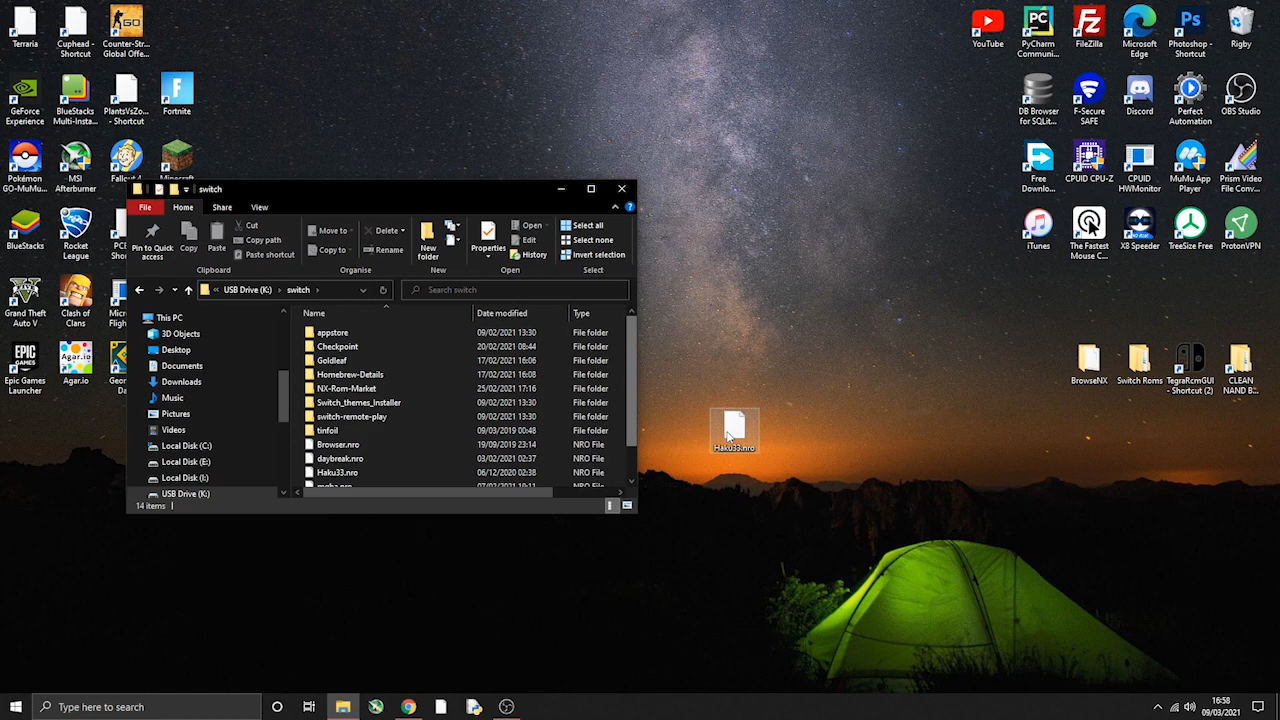 Terraria
Cuphead -
Shortcut
Counter-Str...
Global Offe...
GeForce
Experience
BlueStacks
Multi-Insta...
PlantsVsZo...
- Shortcut
Fortnite
Pokémon
GO-MuMu...
MSI
Afterburner
Fallout 4
Minecraft
BlueStacks
Rocket
League
Grand Theft
Auto V
Clash of
Clans
Epic Games
Launcher
Agar.io
YouTube
PyCharm
Communi...
FileZilla
Microsoft
Edge
Photoshop -
Shortcut
Rigby
DB Browser
for SQLit...
F-Secure
SAFE
Discord
Perfect
Automation
OBS Studio
Free
Downlo...
CPUID CPU-Z
CPUID
HWMonitor
MuMu App
Player
Prism Video
File Conv...
iTunes
The Fastest
Mouse C...
X8 Speeder
TreeSize Free
ProtonVPN
BrowseNX
Switch Roms
TegraRcmGUI
- Shortcut (2)
CLEAN
NAND B...
Haku33.nro
switch
File
Home
Share
View
Pin to Quick
access
Copy
Paste
Cut
Copy path
Paste shortcut
Clipboard
Move to
Copy to
Delete
Rename
Organise
New
folder
New
Properties
Open
Edit
History
Open
Select all
Select none
Invert selection
Select
« USB Drive (K:) › switch ›
Search switch
This PC
3D Objects
Desktop
Documents
Downloads
Music
Pictures
Videos
Local Disk (C:)
Local Disk (E:)
Local Disk (I:)
USB Drive (K:)
Name Date modified Type
appstore 09/02/2021 13:30 File folder
Checkpoint 20/02/2021 08:44 File folder
Goldleaf 17/02/2021 16:06 File folder
Homebrew-Details 17/02/2021 16:08 File folder
NX-Rom-Market 25/02/2021 17:16 File folder
Switch_themes_Installer 09/02/2021 13:30 File folder
switch-remote-play 09/02/2021 13:30 File folder
tinfoil 09/03/2019 00:48 File folder
Browser.nro 19/09/2019 23:14 NRO File
daybreak.nro 03/02/2021 02:37 NRO File
Haku33.nro 06/12/2020 02:38 NRO File
14 items
Type here to search
16:58
09/03/2021